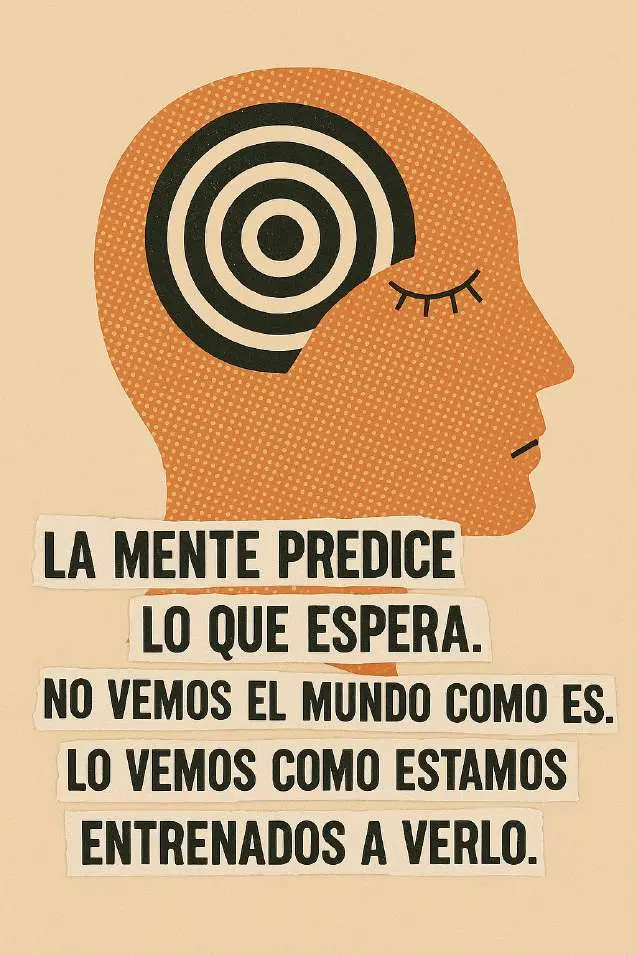 LA MENTE PREDICE
LO QUE ESPERA.
NO VEMOS EL MUNDO COMO ES.
LO VEMOS COMO ESTAMOS
ENTRENADOS A VERLO.